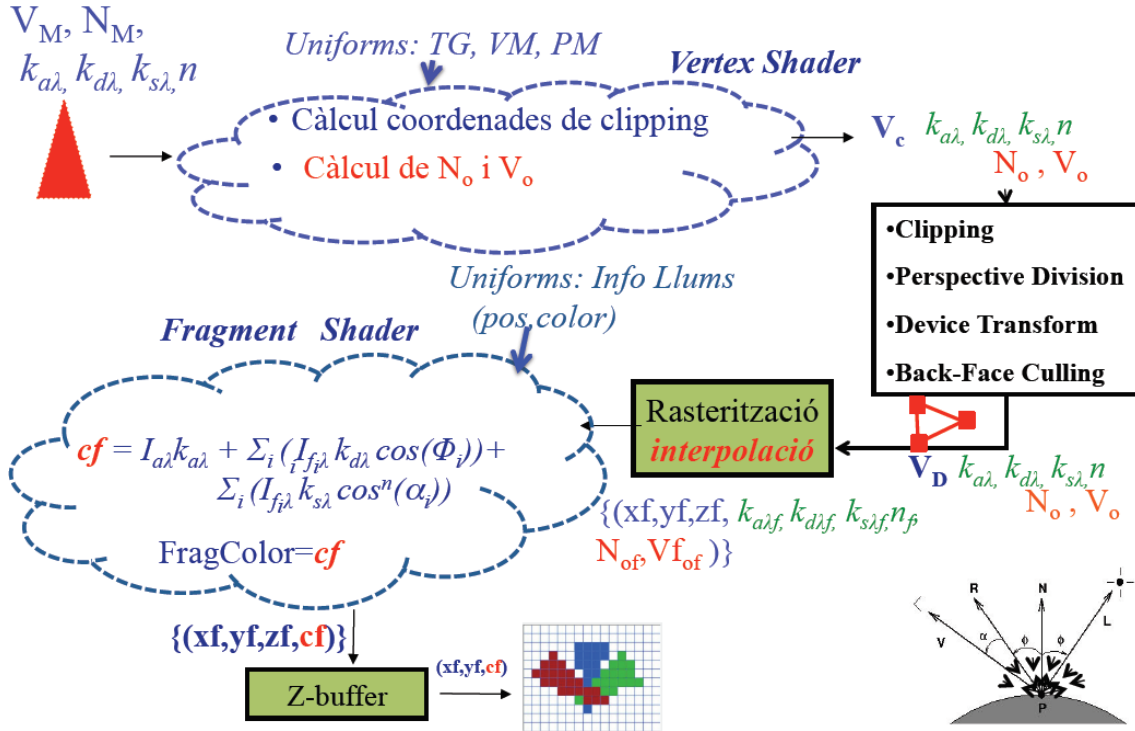 V_M, N_M,
k_aλ, k_dλ, k_sλ, n
Uniforms: TG, VM, PM
Vertex Shader
• Càlcul coordenades de clipping
• Càlcul de N_o i V_o
V_c k_aλ, k_dλ, k_sλ, n
N_o , V_o
•Clipping
•Perspective Division
•Device Transform
•Back-Face Culling
Uniforms: Info Llums
(pos,color)
Fragment Shader
cf = I_aλ k_aλ + Σ_i (_i I_fiλ k_dλ cos(Φ_i))+
Σ_i (I_fiλ k_sλ cos^n(α_i))
FragColor=cf
Rasterització
interpolació
V_D k_aλ, k_dλ, k_sλ, n
N_o , V_o
{(xf,yf,zf, k_aλf, k_dλf, k_sλf, n_f,
N_of,Vf_of )}
{(xf,yf,zf,cf)}
Z-buffer
(xf,yf,cf)
R
N
L
V
α
ϕ
ϕ
P